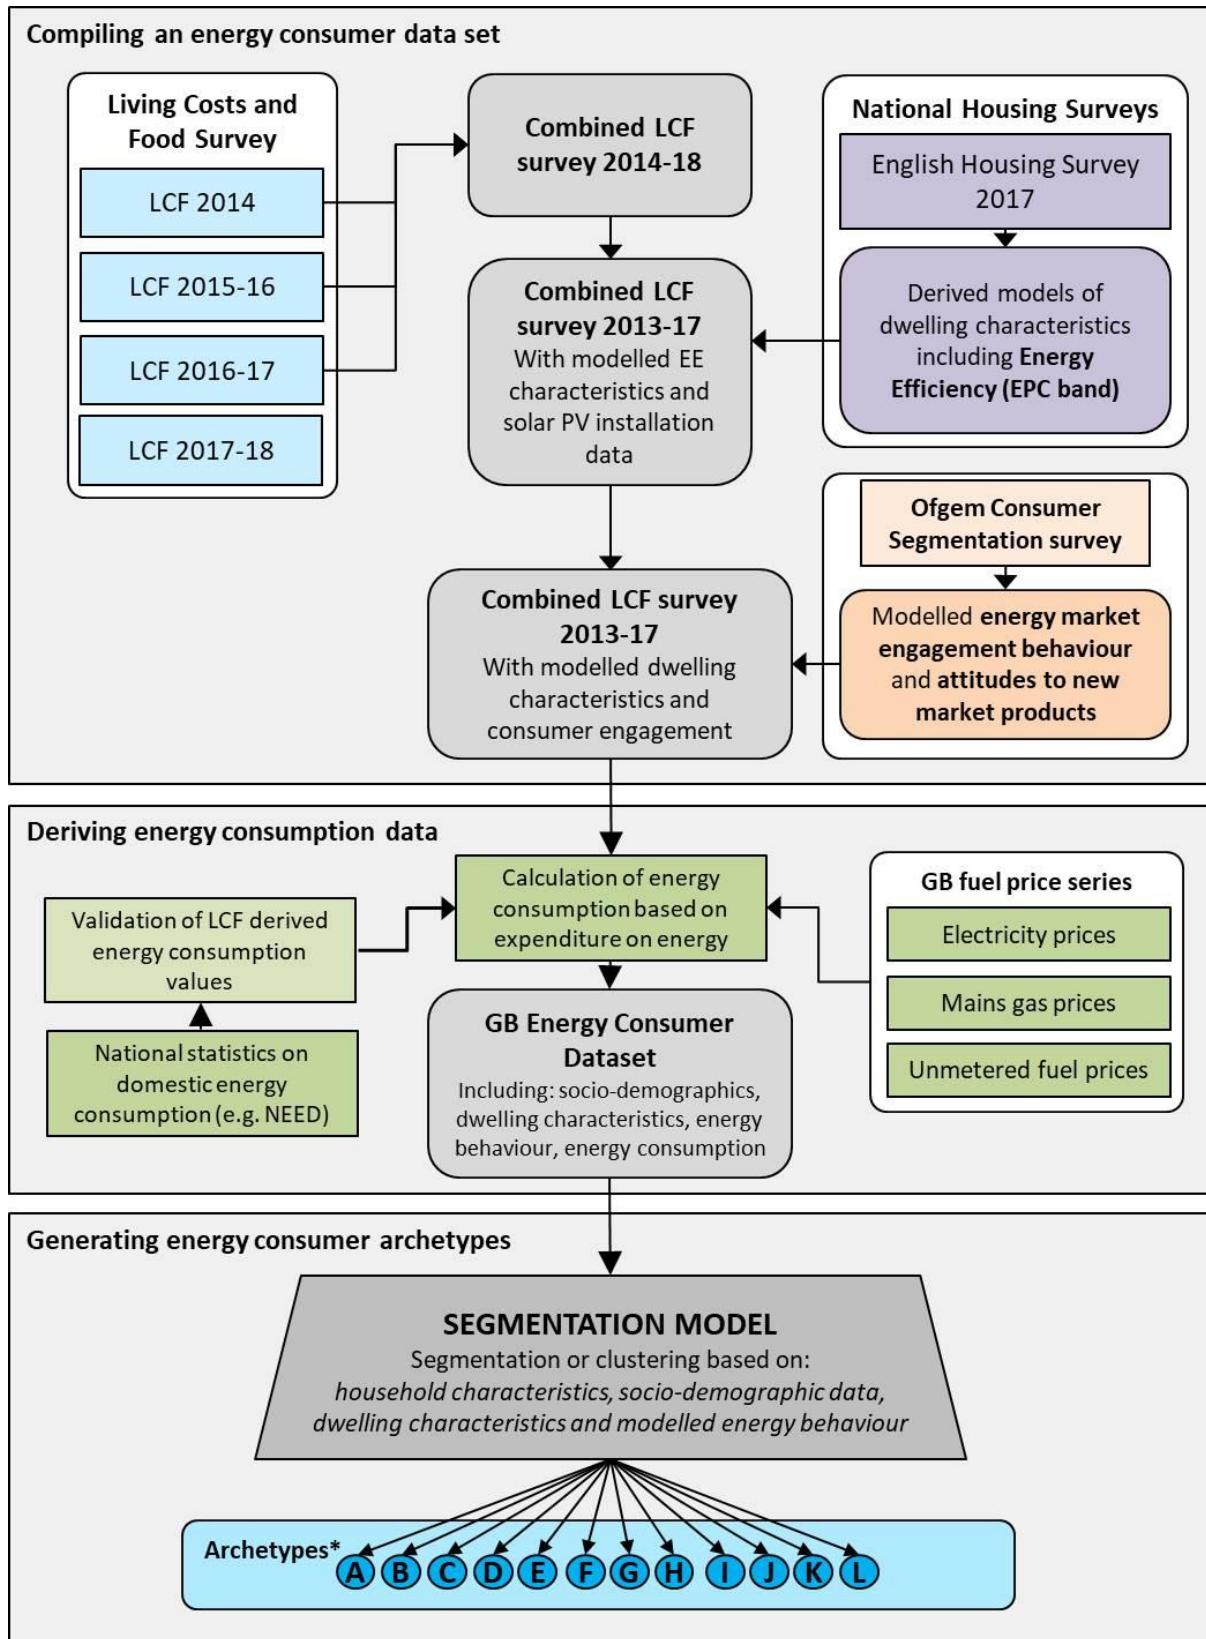 Compiling an energy consumer data set
Living Costs and
Food Survey
LCF 2014
LCF 2015-16
LCF 2016-17
LCF 2017-18
Combined LCF
survey 2014-18
Combined LCF
survey 2013-17
With modelled EE
characteristics and
solar PV installation
data
National Housing Surveys
English Housing Survey
2017
Derived models of
dwelling characteristics
including Energy
Efficiency (EPC band)
Ofgem Consumer
Segmentation survey
Modelled energy market
engagement behaviour
and attitudes to new
market products
Combined LCF survey
2013-17
With modelled dwelling
characteristics and
consumer engagement
Deriving energy consumption data
Validation of LCF derived
energy consumption
values
National statistics on
domestic energy
consumption (e.g. NEED)
Calculation of energy
consumption based on
expenditure on energy
GB Energy Consumer
Dataset
Including: socio-demographics,
dwelling characteristics, energy
behaviour, energy consumption
GB fuel price series
Electricity prices
Mains gas prices
Unmetered fuel prices
Generating energy consumer archetypes
SEGMENTATION MODEL
Segmentation or clustering based on:
household characteristics, socio-demographic data,
dwelling characteristics and modelled energy behaviour
Archetypes*
A B C D E F G H I J K L